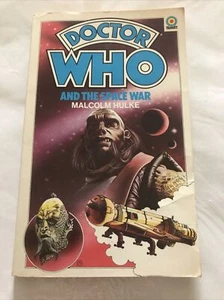 DOCTOR
WHO
AND THE SPACE WAR
MALCOLM HULKE